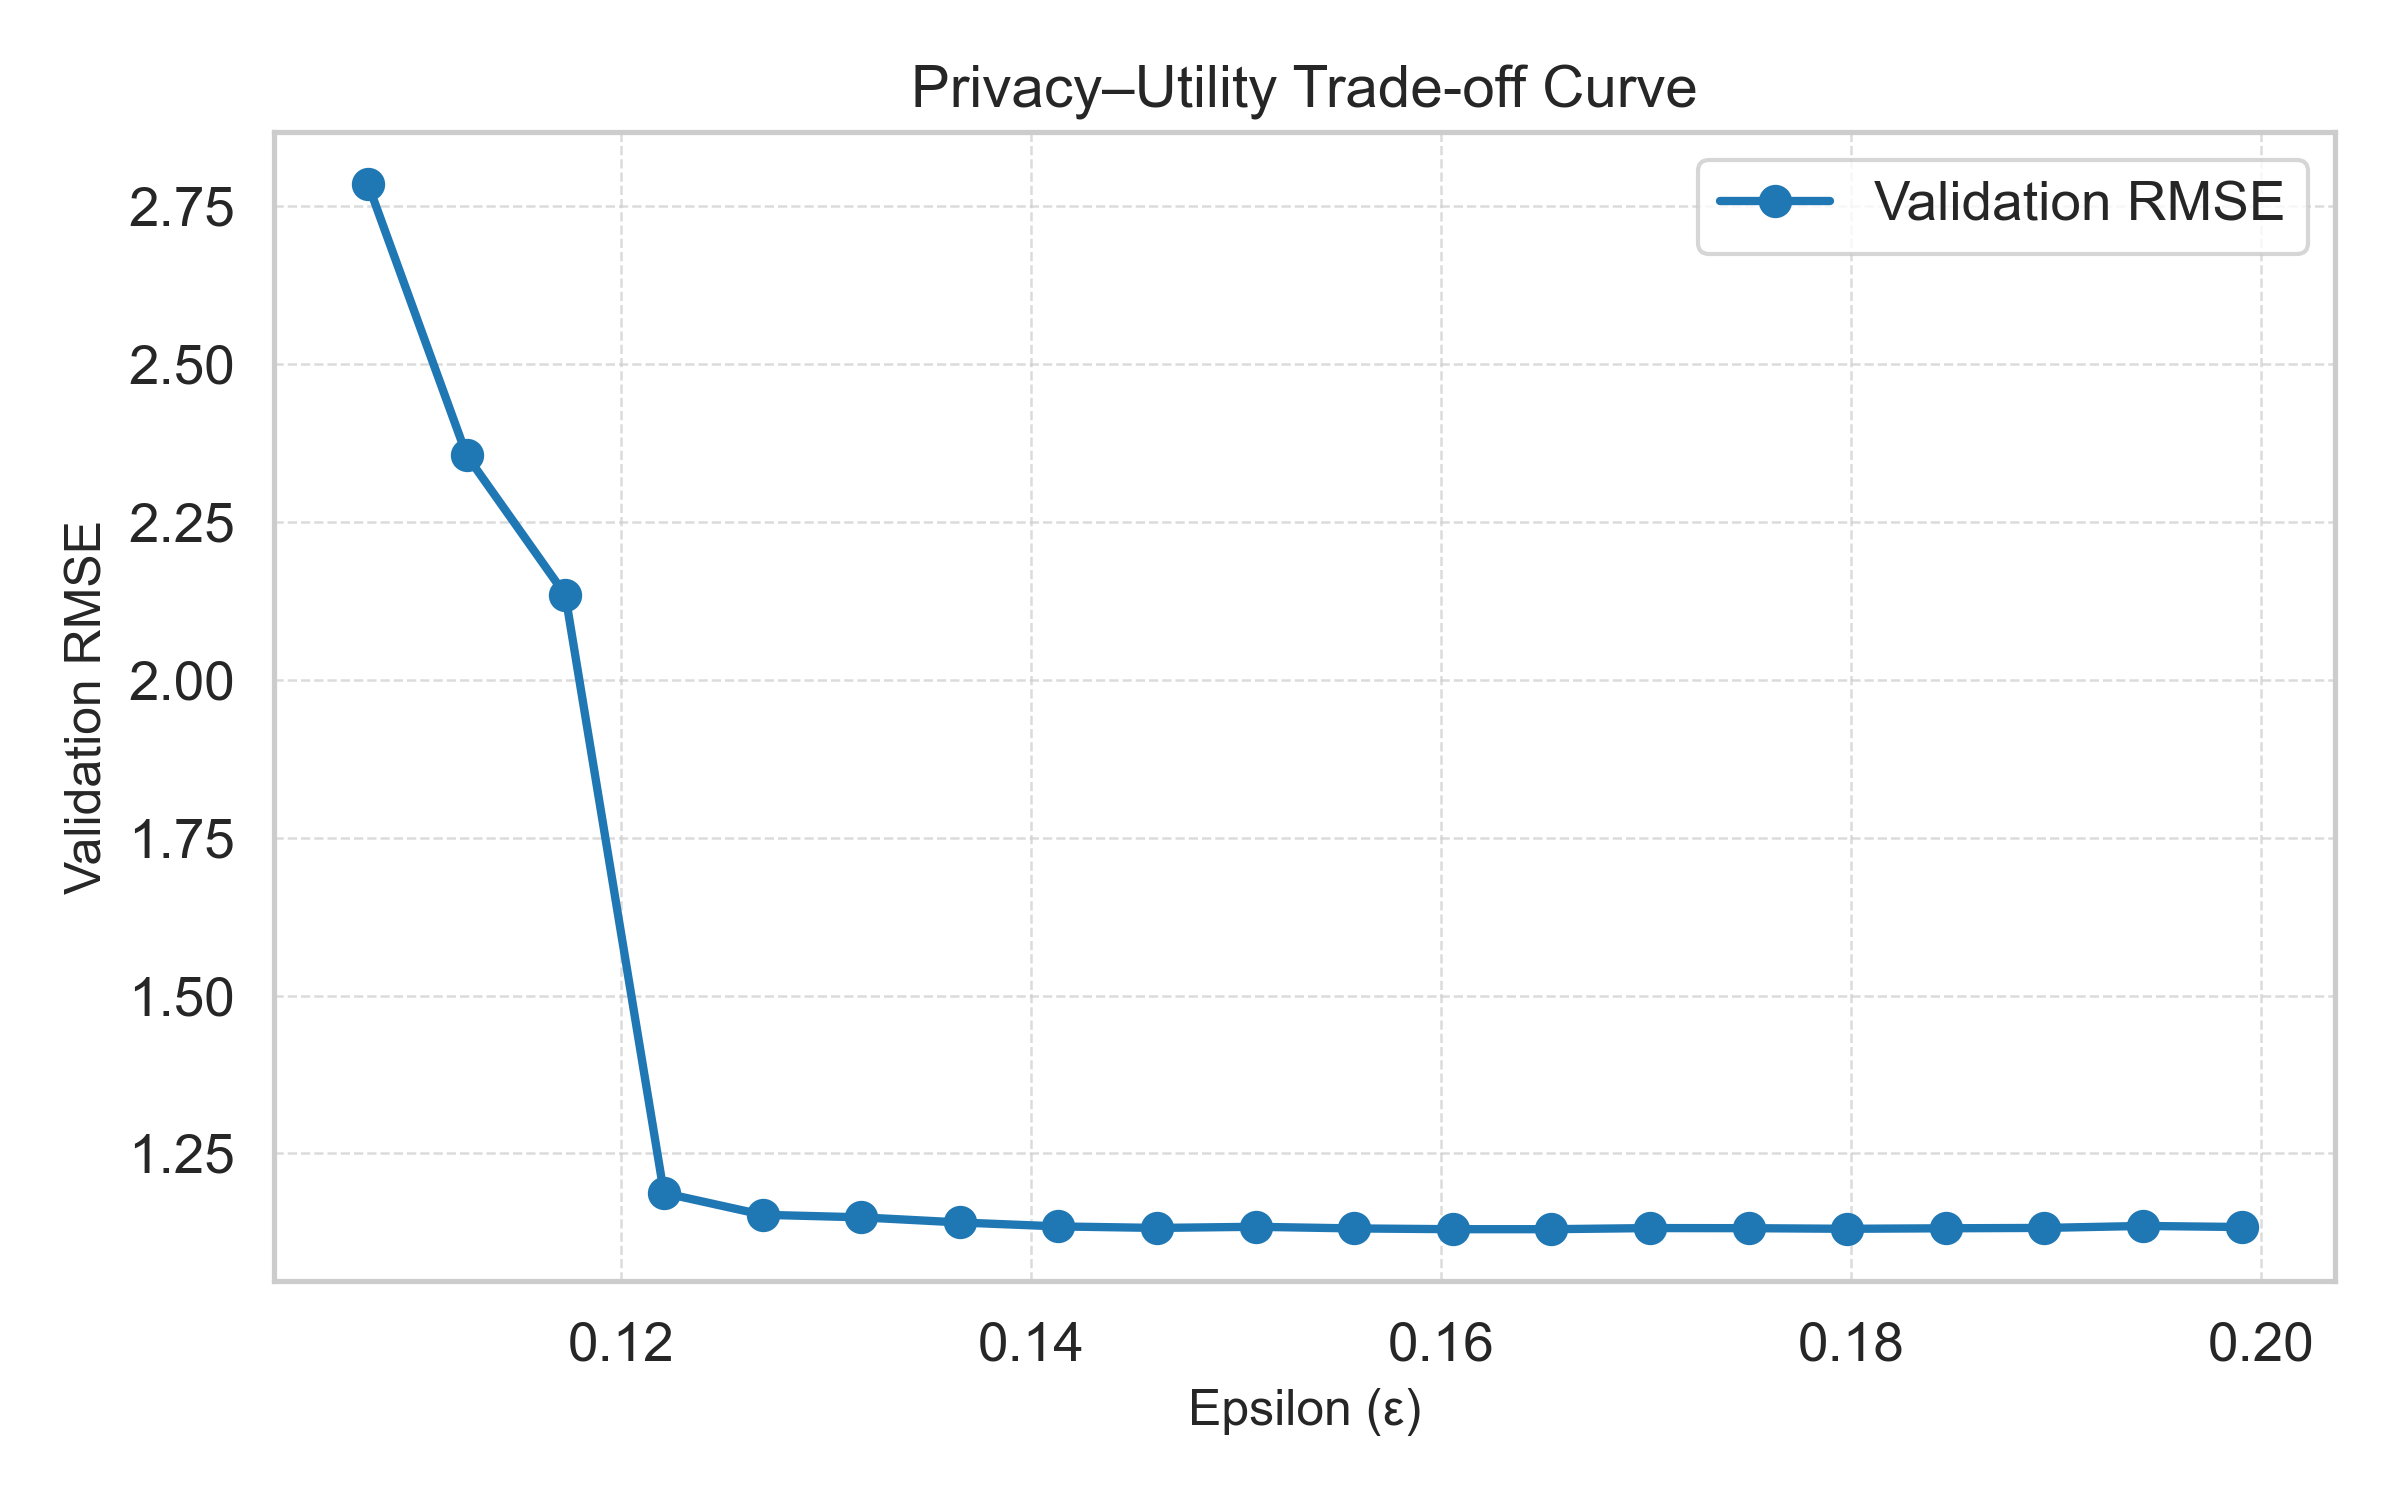 Privacy–Utility Trade-off Curve
Validation RMSE
2.75
2.50
2.25
2.00
1.75
1.50
1.25
Validation RMSE
0.12 0.14 0.16 0.18 0.20
Epsilon (ε)